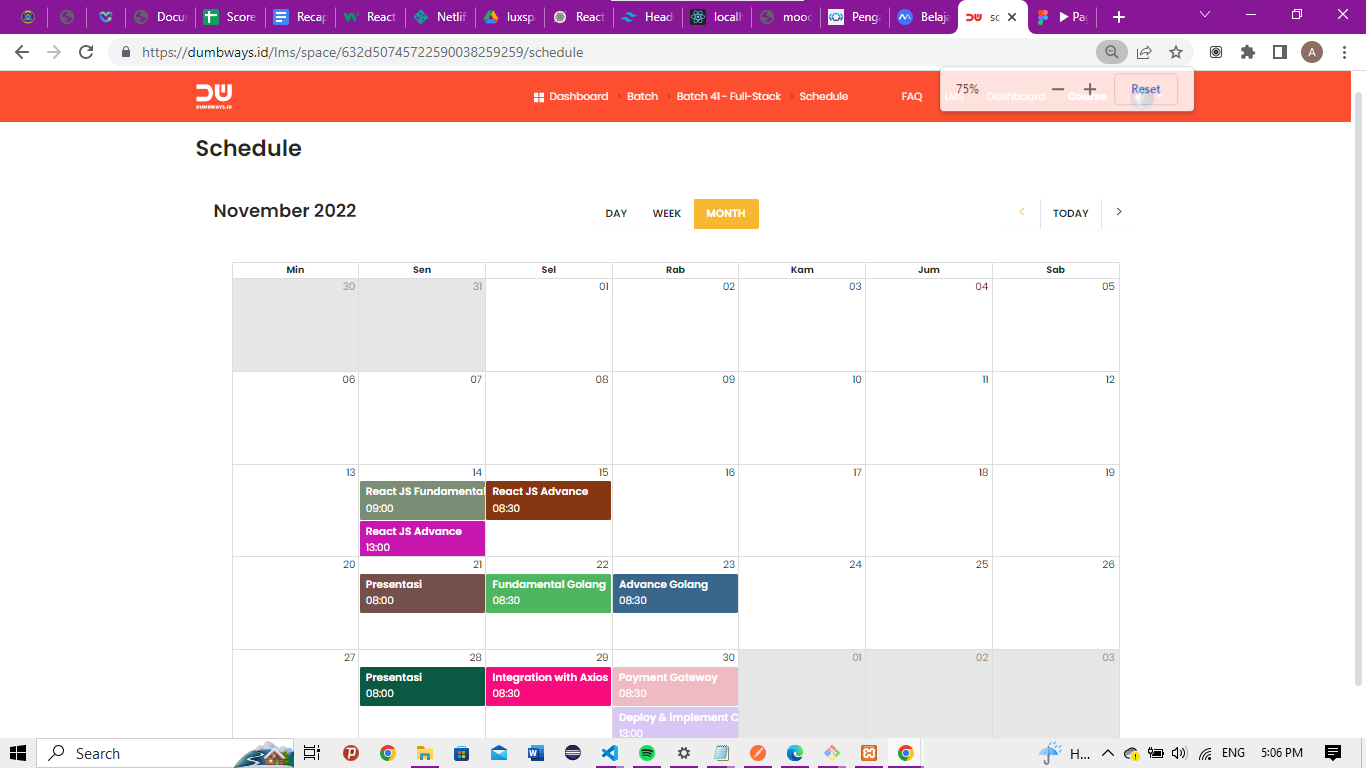 Docu
Score
Recap
React
Netlif
luxsp
React
Head
localh
mood
Peng
Belaja
sc
Pag
https://dumbways.id/lms/space/632d50745722590038259259/schedule
A
75%
Reset
DUMBWAYS.ID
Dashboard > Batch > Batch 41 - Full-Stack > Schedule
FAQ
LMS
Dashboard
Course
Schedule
November 2022
DAY WEEK MONTH
< TODAY >
Min Sen Sel Rab Kam Jum Sab
30 31 01 02 03 04 05
06 07 08 09 10 11 12
13 14 15 16 17 18 19
React JS Fundamental
09:00
React JS Advance
13:00
React JS Advance
08:30
20 21 22 23 24 25 26
Presentasi
08:00
Fundamental Golang
08:30
Advance Golang
08:30
27 28 29 30 01 02 03
Presentasi
08:00
Integration with Axios
08:30
Payment Gateway
08:30
Deploy & Implement C
13:00
Search
H...
ENG
5:06 PM